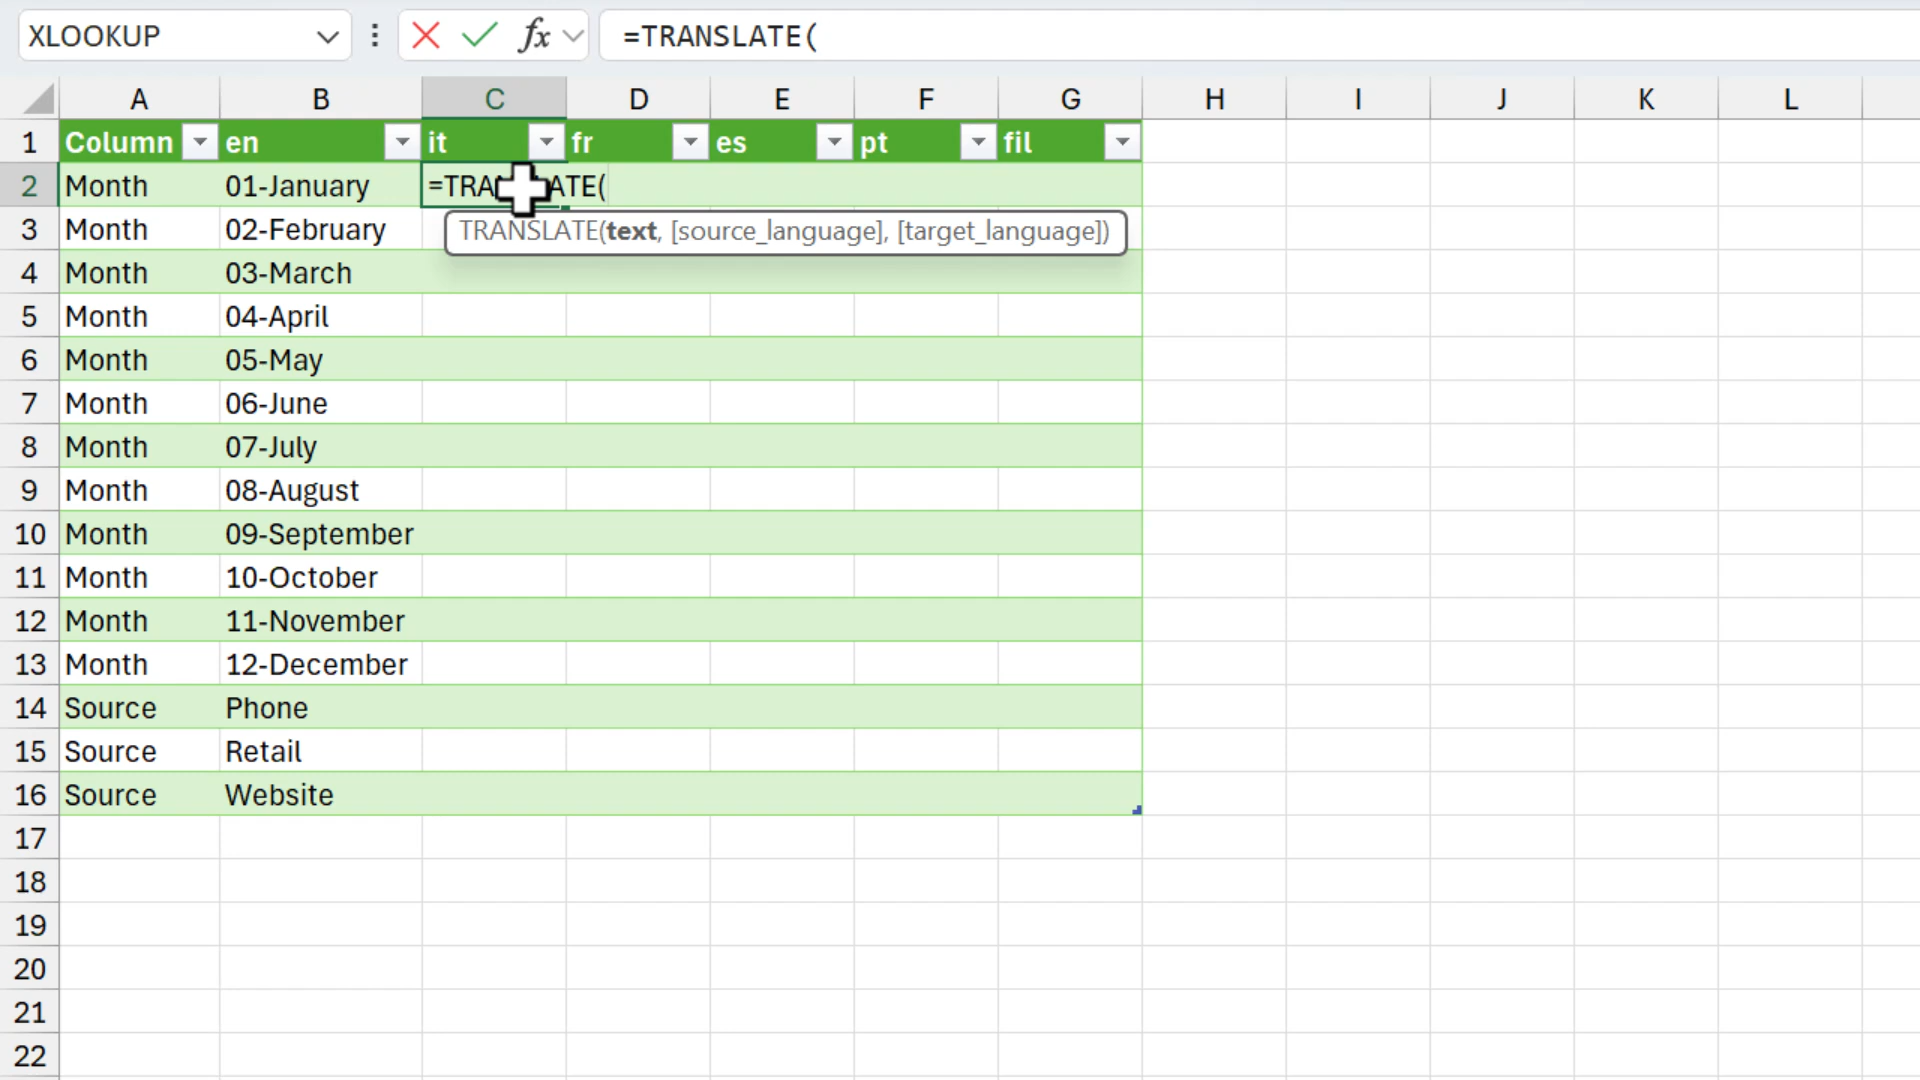 XLOOKUP fx =TRANSLATE(
A B C D E F G H I J K L
1 Column en it fr es pt fil
2 Month 01-January =TRANSLATE(
3 Month 02-February TRANSLATE(text, [source_language], [target_language])
4 Month 03-March
5 Month 04-April
6 Month 05-May
7 Month 06-June
8 Month 07-July
9 Month 08-August
10 Month 09-September
11 Month 10-October
12 Month 11-November
13 Month 12-December
14 Source Phone
15 Source Retail
16 Source Website
17
18
19
20
21
22